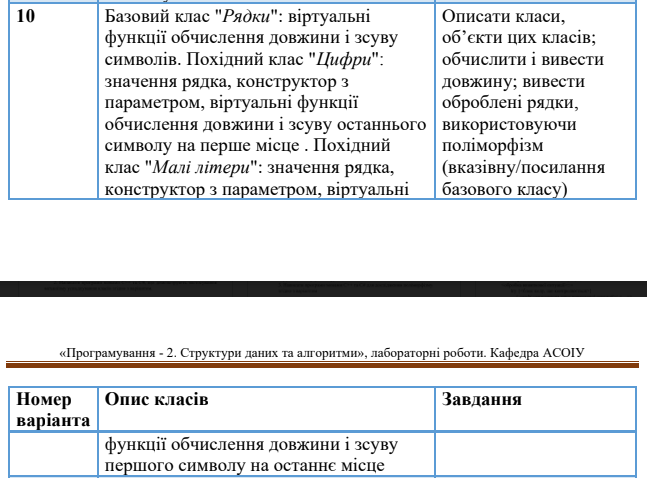 10
Базовий клас "Рядки": віртуальні
функції обчислення довжини і зсуву
символів. Похідний клас "Цифри":
значення рядка, конструктор з
параметром, віртуальні функції
обчислення довжини і зсуву останнього
символу на перше місце . Похідний
клас "Малі літери": значення рядка,
конструктор з параметром, віртуальні
Описати класи,
об’єкти цих класів;
обчислити і вивести
довжину; вивести
оброблені рядки,
використовуючи
поліморфізм
(вказівну/посилання
базового класу)
«Програмування - 2. Структури даних та алгоритми», лабораторні роботи. Кафедра АСОІУ
Номер
варіанта
Опис класів
Завдання
функції обчислення довжини і зсуву
першого символу на останнє місце